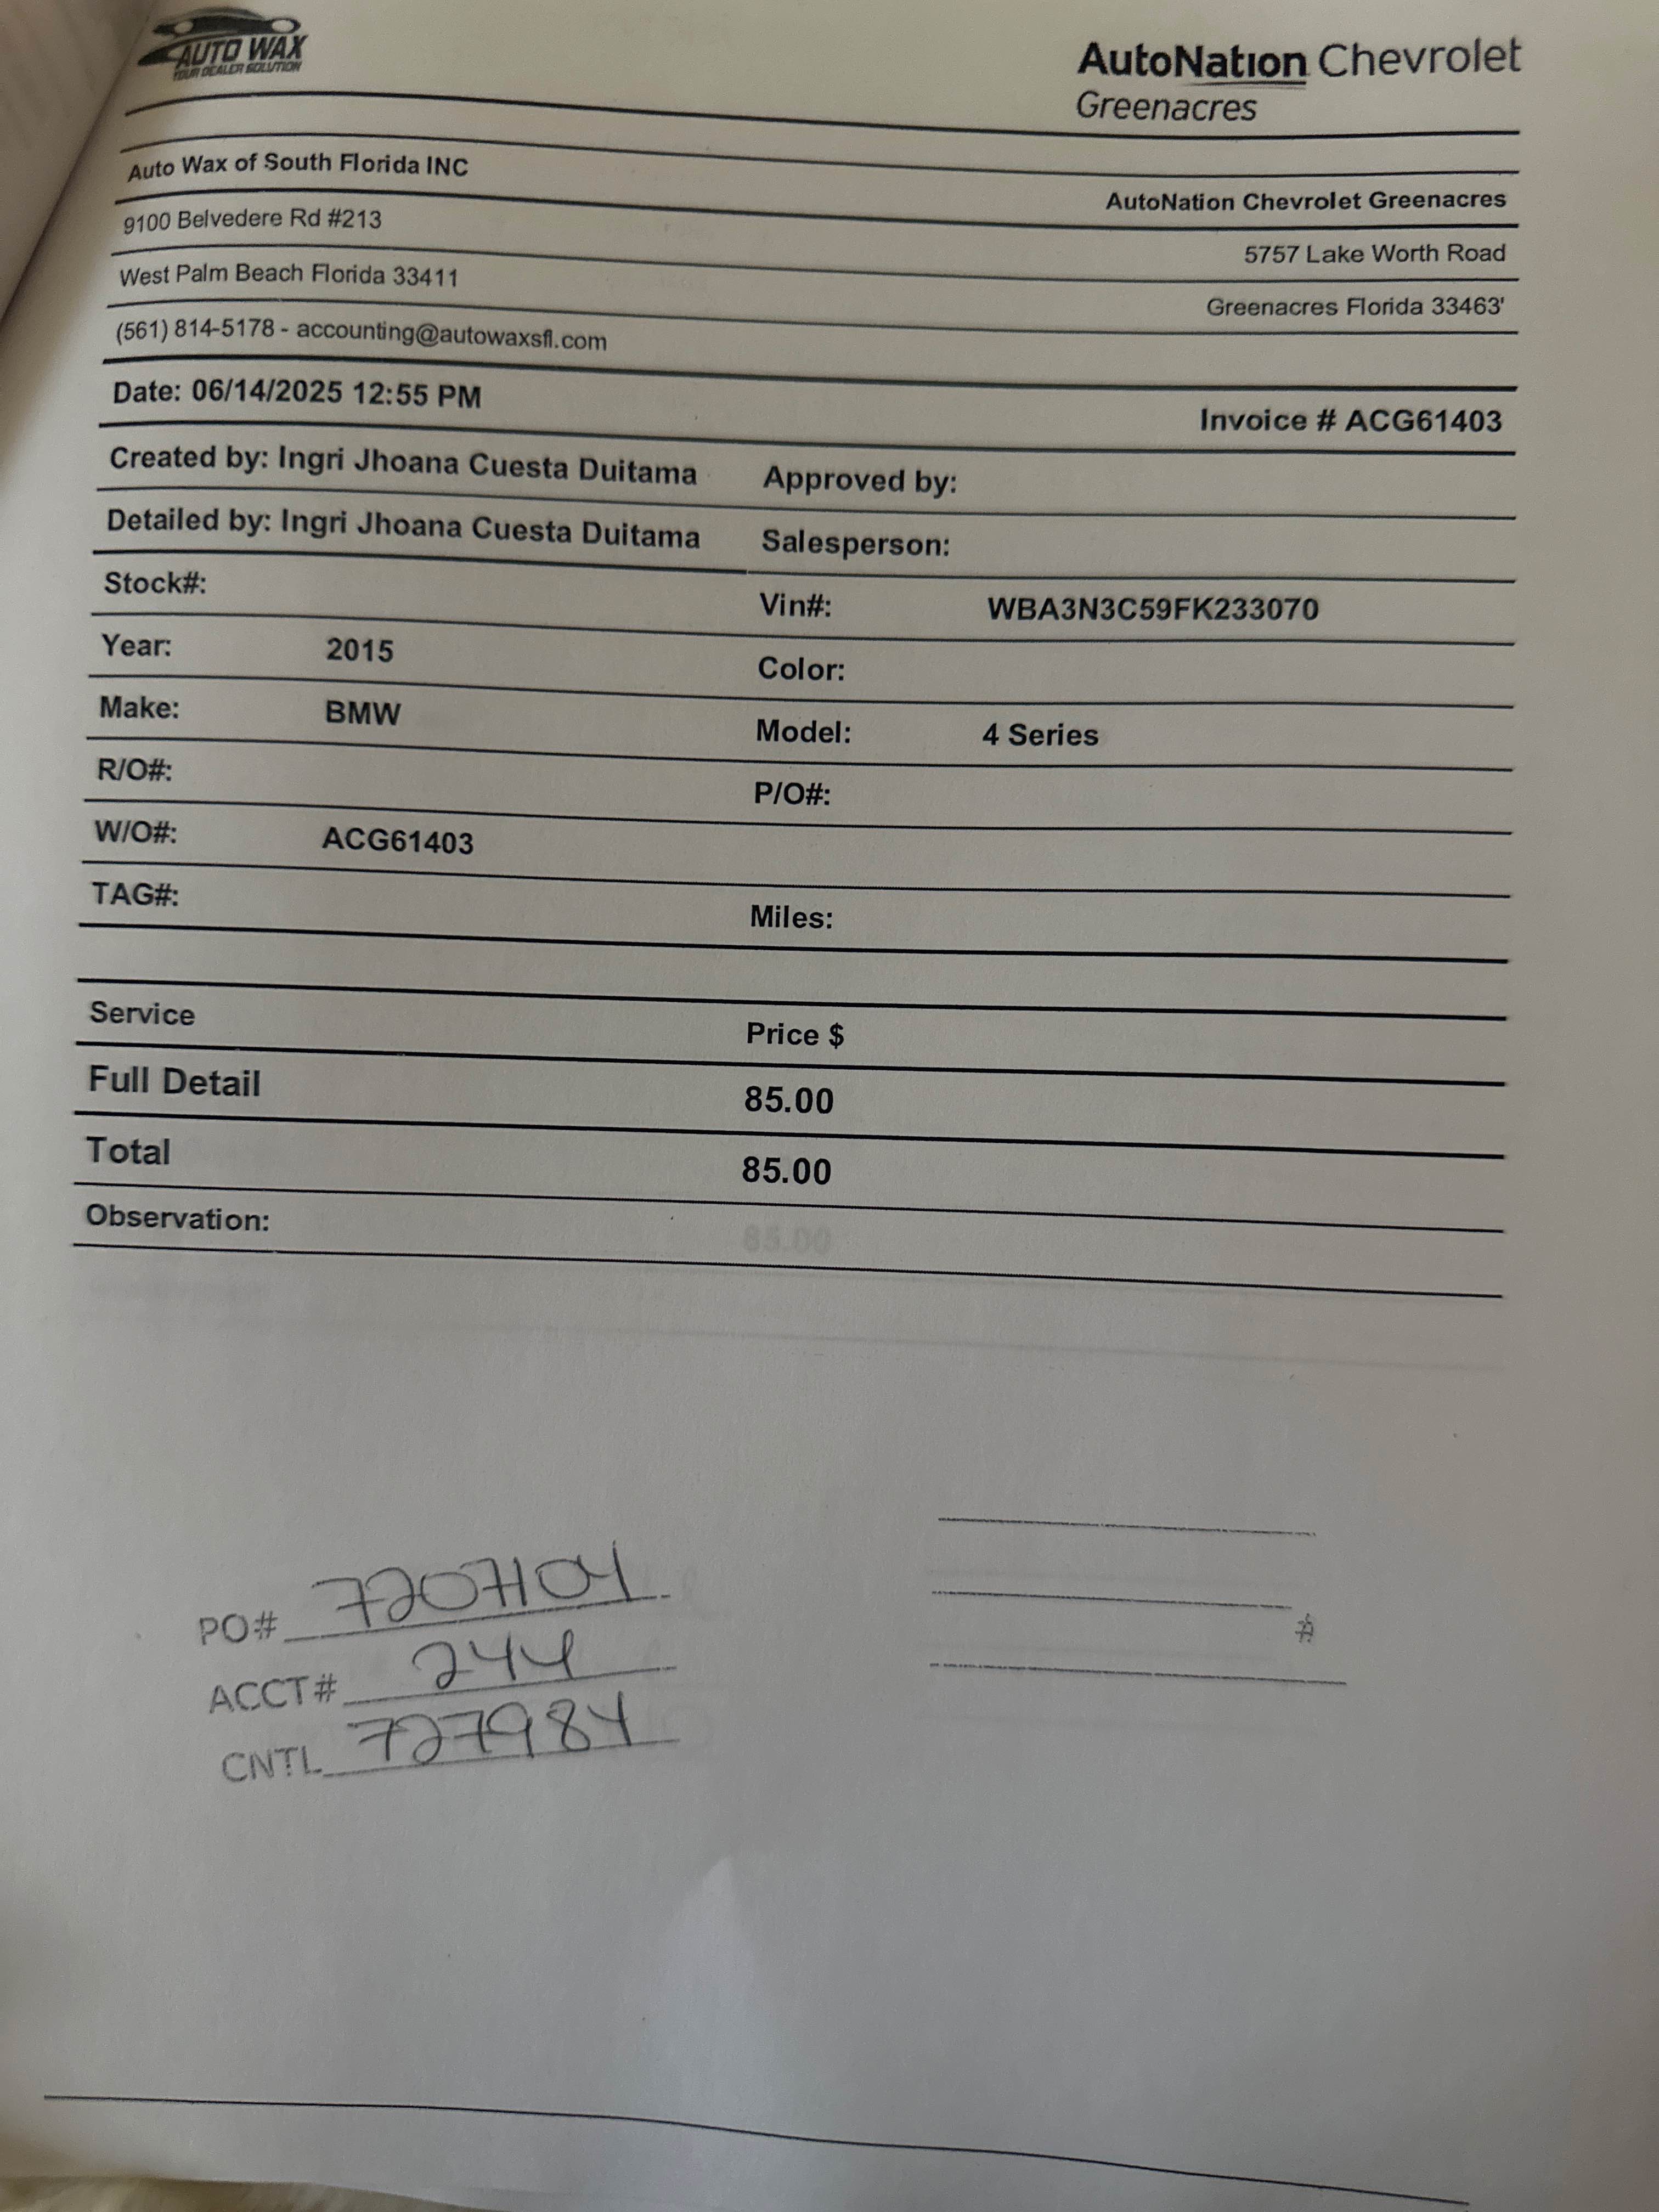 AUTO WAX
YOUR DEALER SOLUTION
AutoNation Chevrolet
Greenacres
Auto Wax of South Florida INC
AutoNation Chevrolet Greenacres
9100 Belvedere Rd #213
5757 Lake Worth Road
West Palm Beach Florida 33411
Greenacres Florida 33463'
(561) 814-5178 - accounting@autowaxsfl.com
Date: 06/14/2025 12:55 PM
Invoice # ACG61403
Created by: Ingri Jhoana Cuesta Duitama Approved by:
Detailed by: Ingri Jhoana Cuesta Duitama Salesperson:
Stock#: Vin#: WBA3N3C59FK233070
Year: 2015 Color:
Make: BMW Model: 4 Series
R/O#: P/O#:
W/O#: ACG61403
TAG#: Miles:
Service Price $
Full Detail 85.00
Total 85.00
Observation:
85.00
PO# 7207104
#
ACCT# 244
CNTL 727984